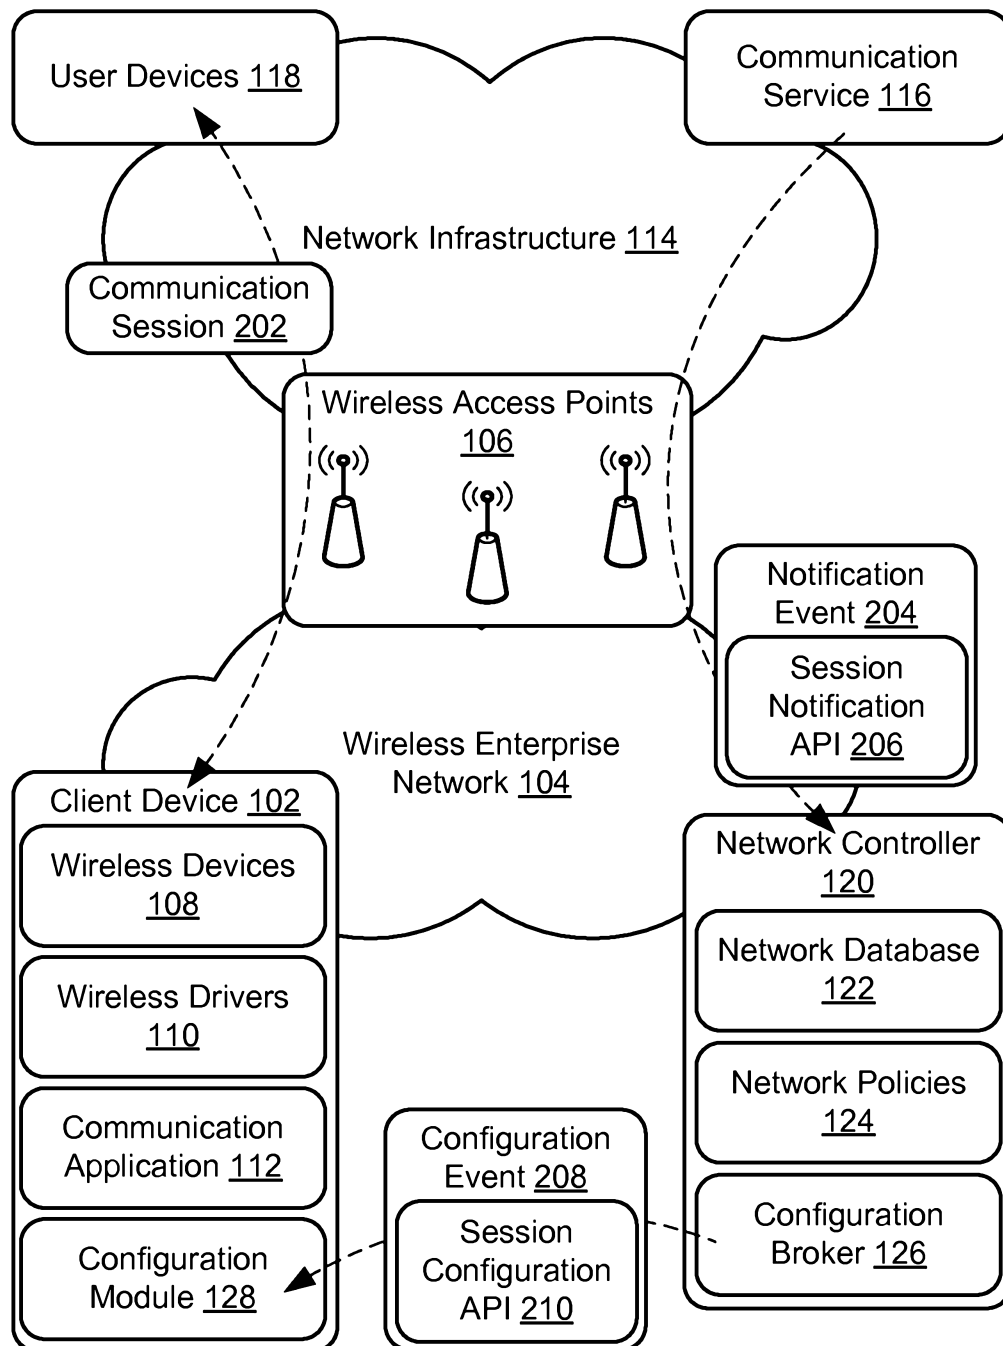 User Devices 118
Communication
Service 116
Network Infrastructure 114
Communication
Session 202
Wireless Access Points
106
Notification
Event 204
Session
Notification
API 206
Wireless Enterprise
Network 104
Client Device 102
Wireless Devices
108
Wireless Drivers
110
Communication
Application 112
Configuration
Module 128
Network Controller
120
Network Database
122
Network Policies
124
Configuration
Broker 126
Configuration
Event 208
Session
Configuration
API 210